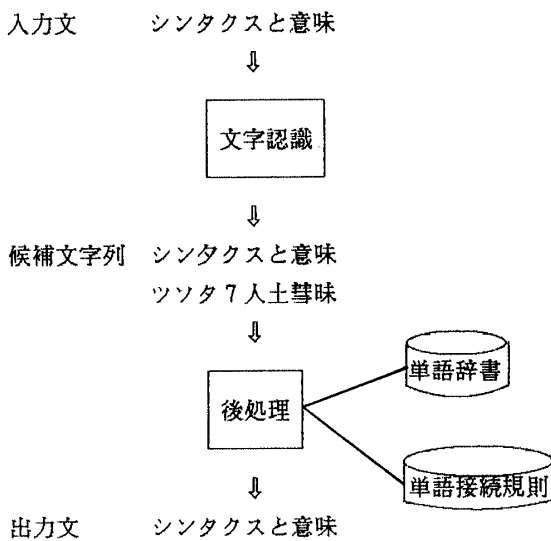 入力文 シンタクスと意味
⇩
文字認識
⇩
候補文字列 シンタクスと意味
ツソタ7人土彗味
⇩
単語辞書
後処理
単語接続規則
⇩
出力文 シンタクスと意味